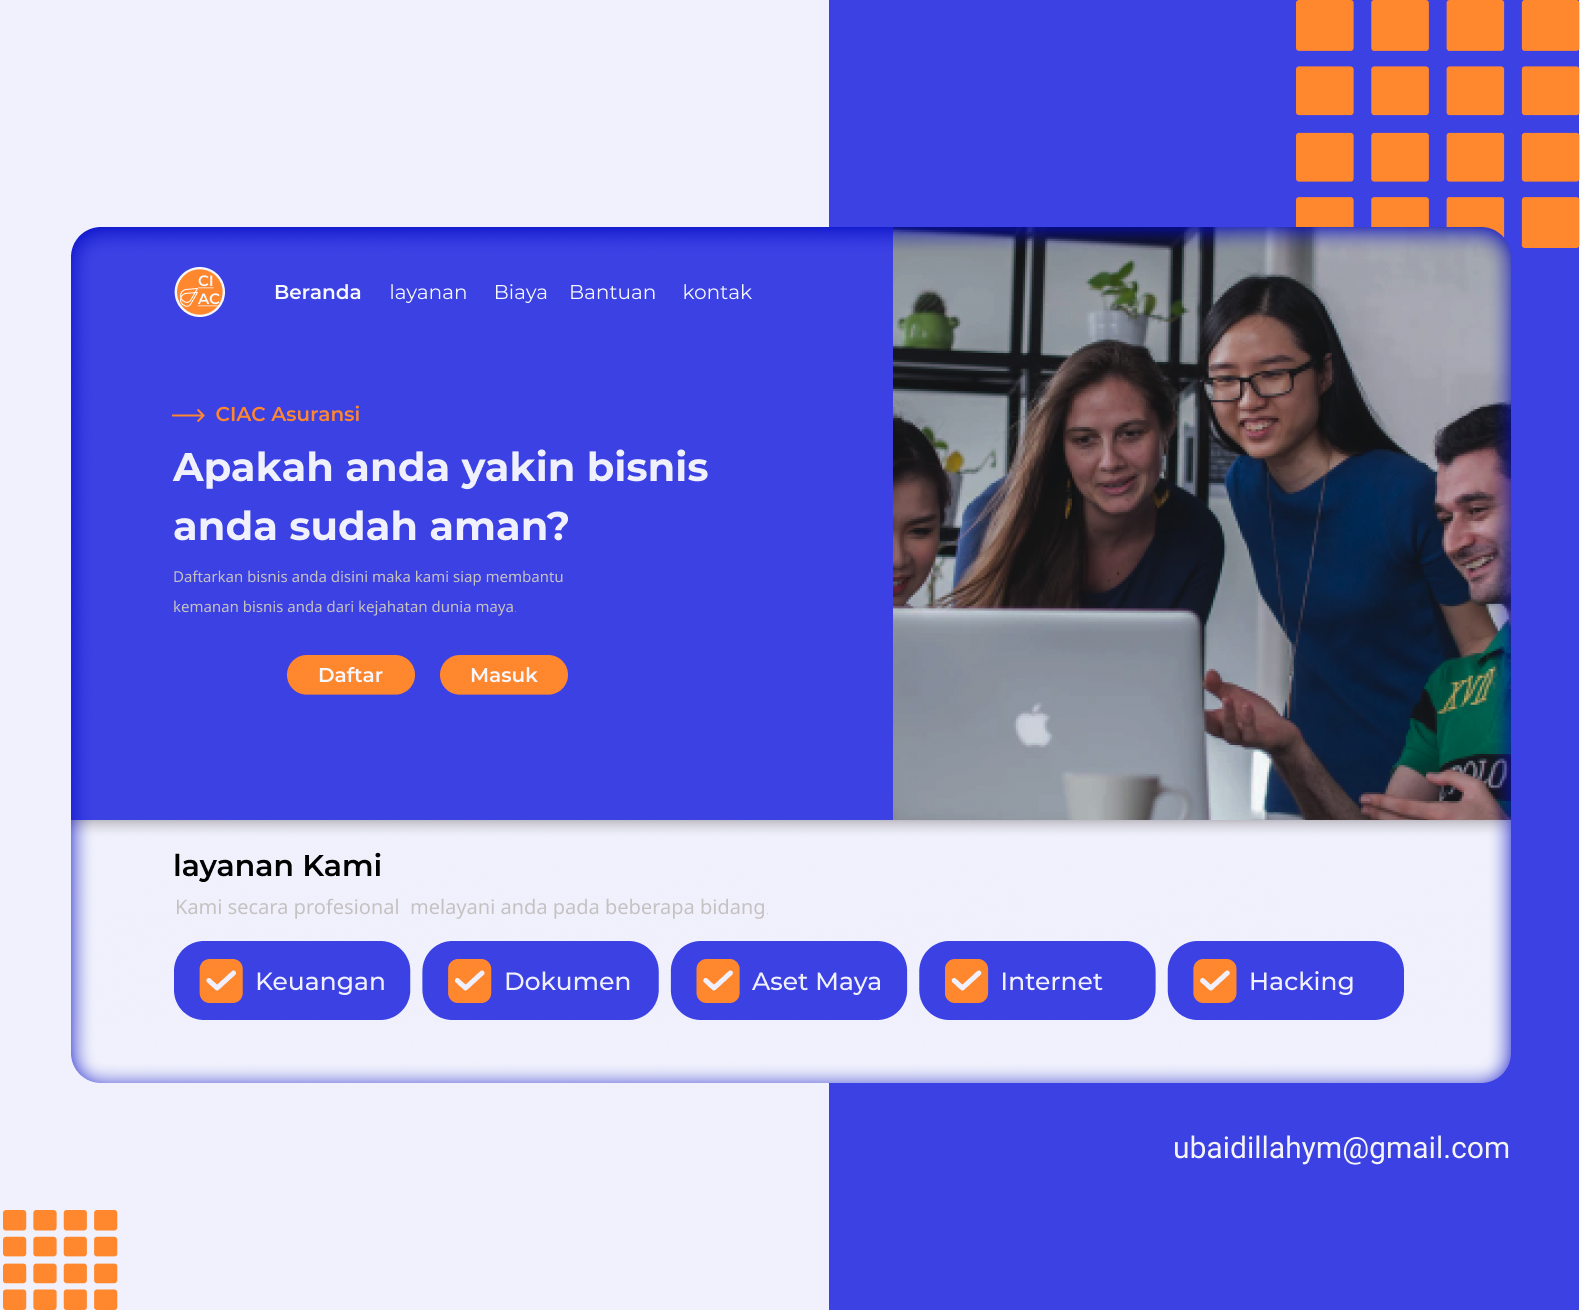 CI
AC
Beranda layanan Biaya Bantuan kontak
CIAC Asuransi
Apakah anda yakin bisnis
anda sudah aman?
Daftarkan bisnis anda disini maka kami siap membantu
kemanan bisnis anda dari kejahatan dunia maya.
Daftar Masuk
XVII
POLO
layanan Kami
Kami secara profesional melayani anda pada beberapa bidang.
Keuangan Dokumen Aset Maya Internet Hacking
ubaidillahym@gmail.com